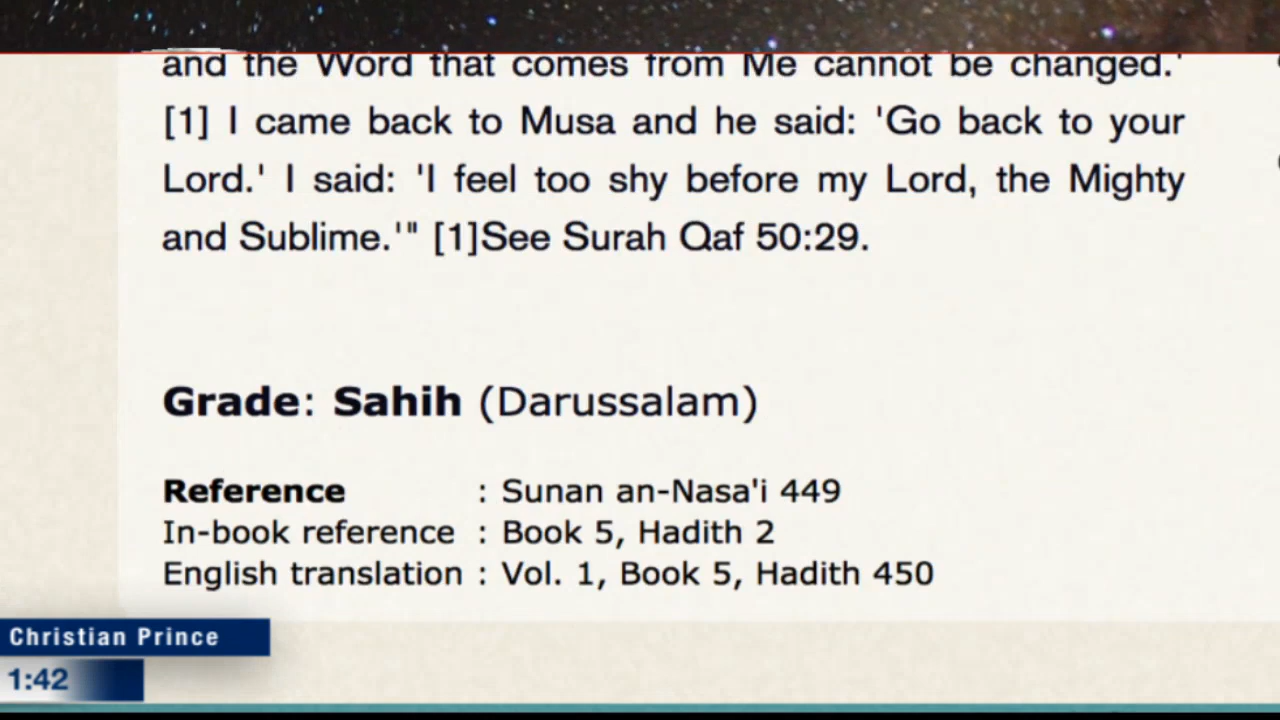 and the Word that comes from Me cannot be changed.'
[1] I came back to Musa and he said: 'Go back to your
Lord.' I said: 'I feel too shy before my Lord, the Mighty
and Sublime.'" [1]See Surah Qaf 50:29.
Grade: Sahih (Darussalam)
Reference : Sunan an-Nasa'i 449
In-book reference : Book 5, Hadith 2
English translation : Vol. 1, Book 5, Hadith 450
Christian Prince
1:42